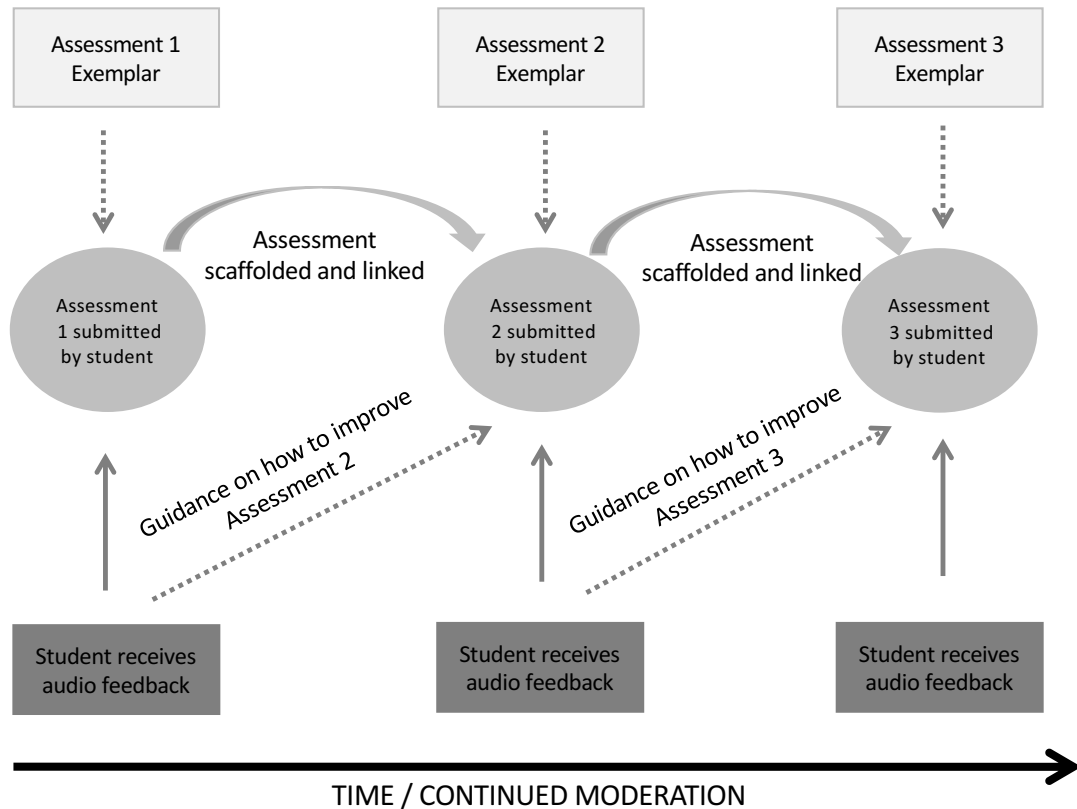 Assessment 1
Exemplar
Assessment 2
Exemplar
Assessment 3
Exemplar
Assessment
scaffolded and linked
Assessment
scaffolded and linked
Assessment
1 submitted
by student
Assessment
2 submitted
by student
Assessment
3 submitted
by student
Guidance on how to improve
Assessment 2
Guidance on how to improve
Assessment 3
Student receives
audio feedback
Student receives
audio feedback
Student receives
audio feedback
TIME / CONTINUED MODERATION